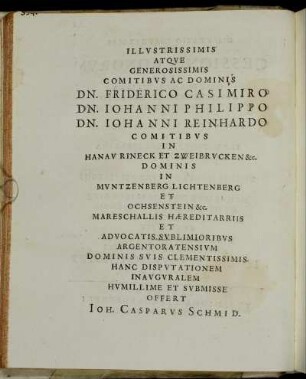 ILLVSTRISSIMIS
ATQVE
GENEROSISSIMIS
COMITIBVS AC DOMINIS
DN. FRIDERICO CASIMIRO
DN. IOHANNI PHILIPPO
DN. IOHANNI REINHARDO
COMITIBVS
IN
HANAV RINECK ET ZWEIBRVCKEN &c.
DOMINIS
IN
MVNTZENBERG LICHTENBERG
ET
OCHSENSTEIN &c.
MARESCHALLIS HÆREDITARRIIS
ET
ADVOCATIS SVBLIMIORIBVS
ARGENTORATENSIVM
DOMINIS SVIS CLEMENTISSIMIS
HANC DISPVTATIONEM
INAVGVRALEM
HVMILLIME ET SVBMISSE
OFFERT
IOH. CASPARVS SCHMID.